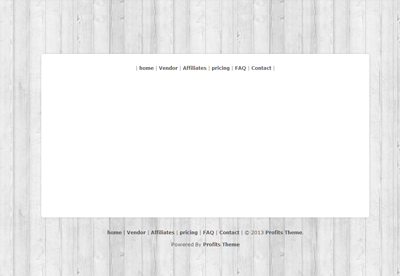 | home | Vendor | Affiliates | pricing | FAQ | Contact |
home | Vendor | Affiliates | pricing | FAQ | Contact | © 2013 Profits Theme.
Powered By Profits Theme